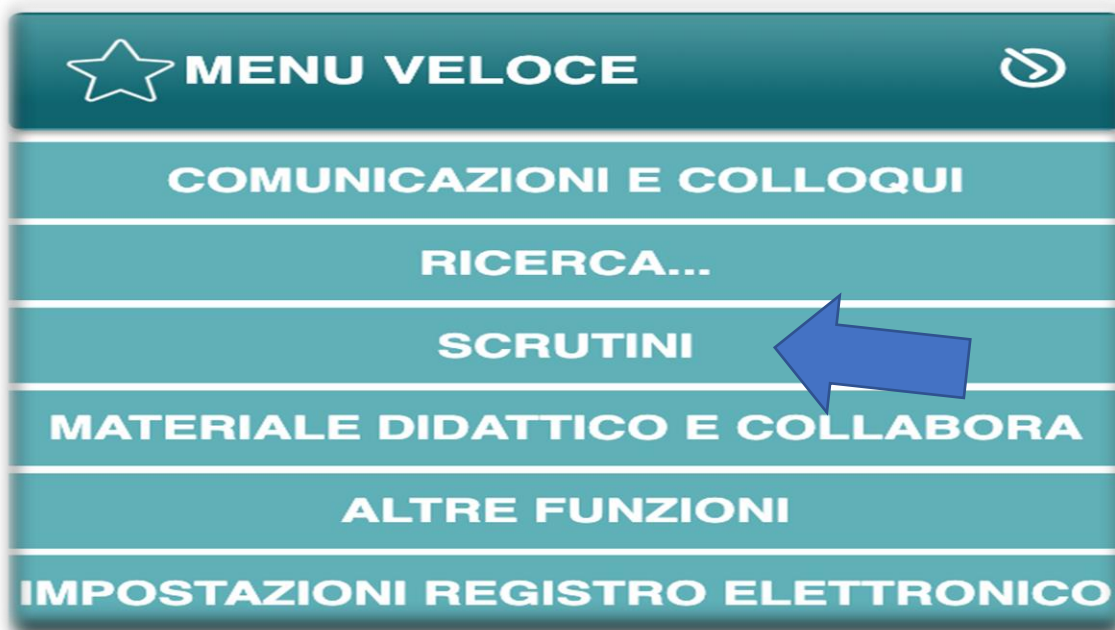 MENU VELOCE
COMUNICAZIONI E COLLOQUI
RICERCA...
SCRUTINI
MATERIALE DIDATTICO E COLLABORA
ALTRE FUNZIONI
IMPOSTAZIONI REGISTRO ELETTRONICO